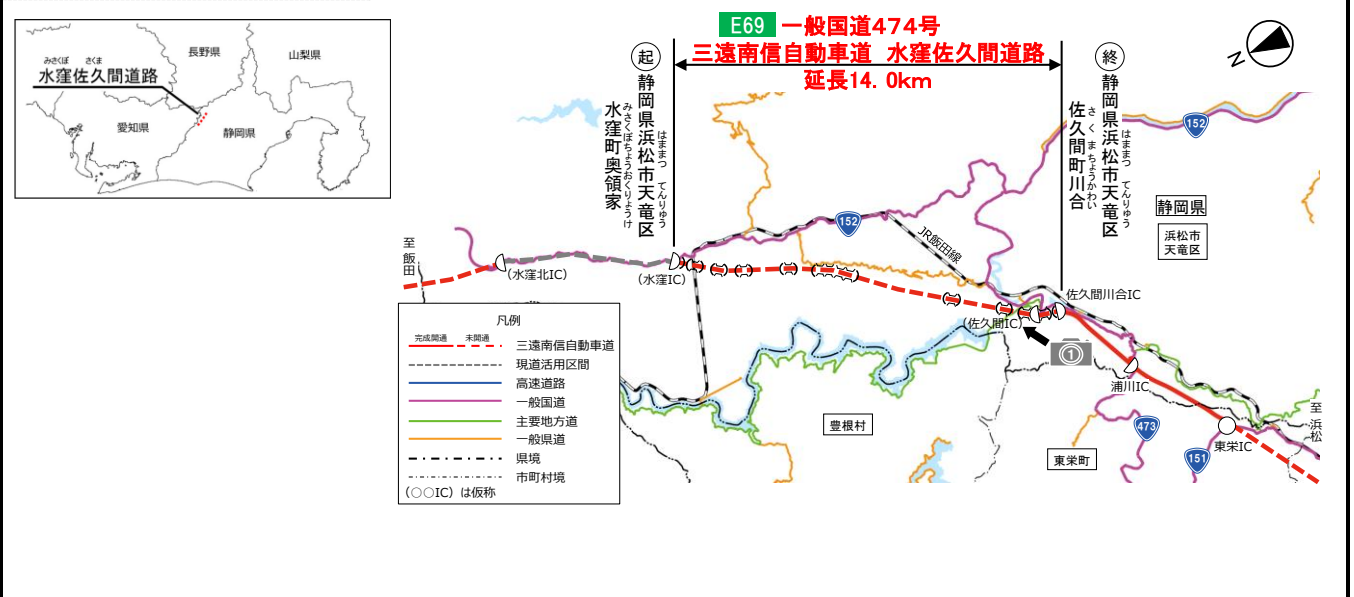 長野県
山梨県
みさくぼ さくま
水窪佐久間道路
愛知県
静岡県
E69 一般国道474号
三遠南信自動車道 水窪佐久間道路
延長14.0km
起
静岡県浜松市天竜区
はままつ てんりゅう
水窪町奥領家
みさくぼちょうおくりょうけ
終
静岡県浜松市天竜区
はままつ てんりゅう
佐久間町川合
さくまちょうかわい
N
152
静岡県
浜松市
天竜区
152
JR飯田線
至飯田
(水窪北IC)
(水窪IC)
(佐久間IC)
佐久間川合IC
1
浦川IC
東栄IC
至浜松
豊根村
東栄町
473
151
凡例
完成開通 未開通 三遠南信自動車道
現道活用区間
高速道路
一般国道
主要地方道
一般県道
県境
市町村境
(○○IC) は仮称